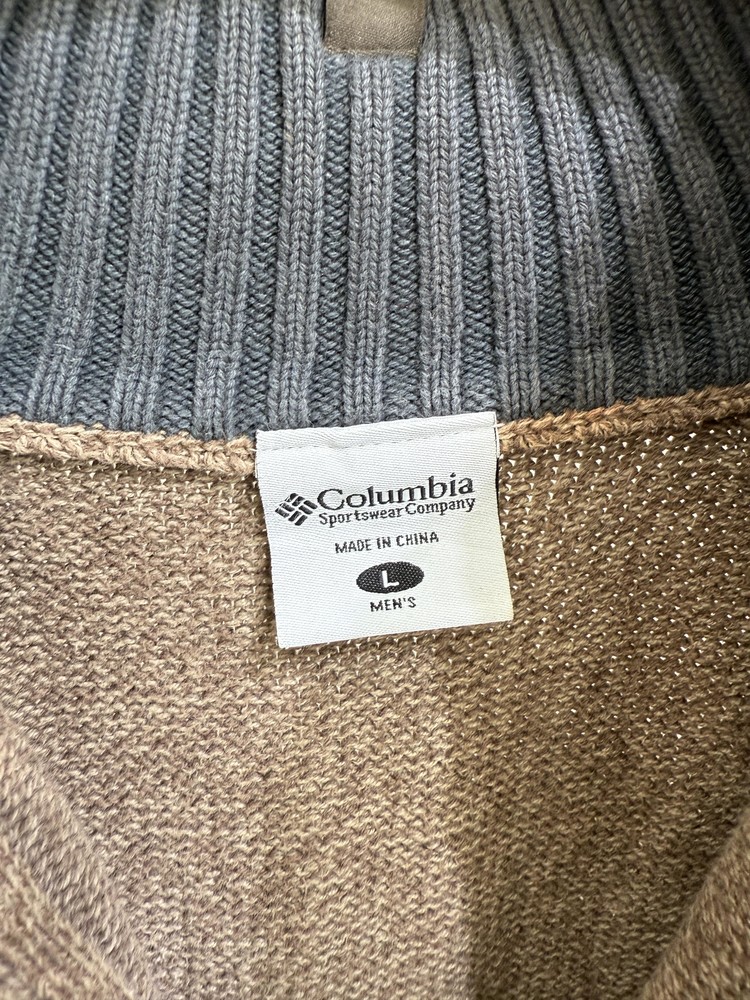 Columbia
Sportswear Company
MADE IN CHINA
L
MEN'S